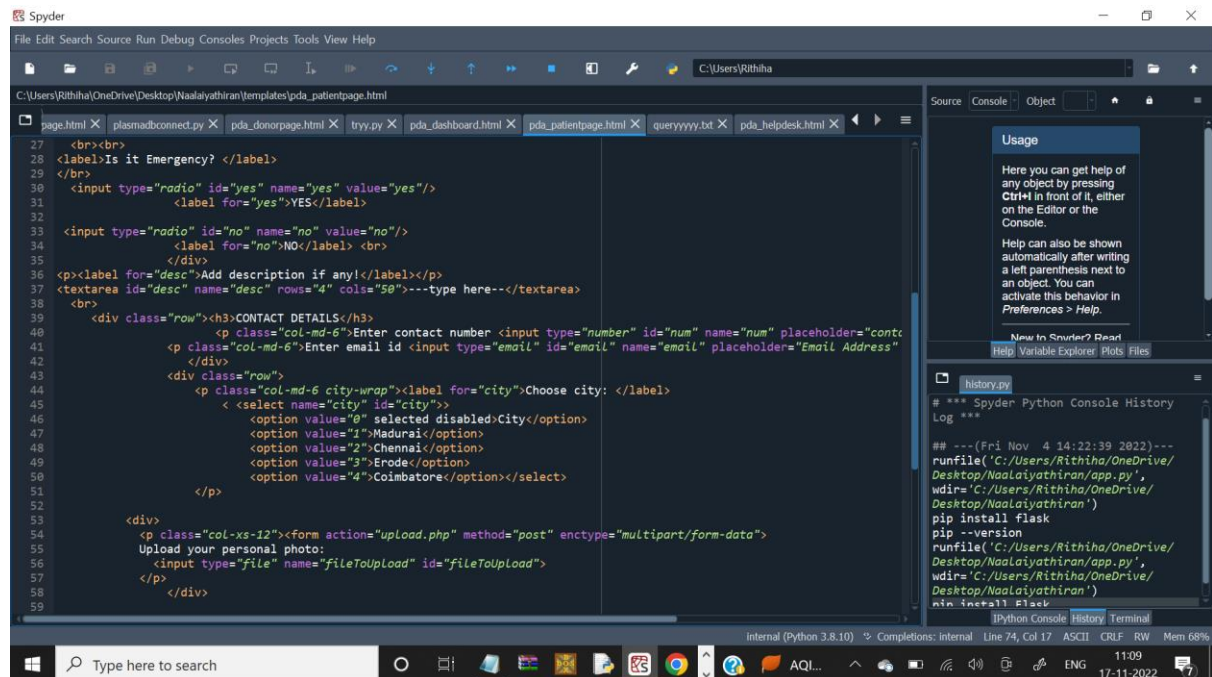 Spyder
File Edit Search Source Run Debug Consoles Projects Tools View Help
C:\Users\Rithiha
C:\Users\Rithiha\OneDrive\Desktop\Naalaiyathiran\templates\pda_patientpage.html
page.html plasmadbconnect.py pda_donorpage.html tryy.py pda_dashboard.html pda_patientpage.html queryyyyy.txt pda_helpdesk.html
27 <br><br>
28 <label>Is it Emergency? </label>
29 </br>
30 <input type="radio" id="yes" name="yes" value="yes"/>
31 <label for="yes">YES</label>
32
33 <input type="radio" id="no" name="no" value="no"/>
34 <label for="no">NO</label> <br>
35 </div>
36 <p><label for="desc">Add description if any!</label></p>
37 <textarea id="desc" name="desc" rows="4" cols="50">---type here--</textarea>
38 <br>
39 <div class="row"><h3>CONTACT DETAILS</h3>
40 <p class="col-md-6">Enter contact number <input type="number" id="num" name="num" placeholder="conta
41 <p class="col-md-6">Enter email id <input type="email" id="email" name="email" placeholder="Email Address"
42 </div>
43 <div class="row">
44 <p class="col-md-6 city-wrap"><label for="city">Choose city: </label>
45 < <select name="city" id="city">>
46 <option value="0" selected disabled>City</option>
47 <option value="1">Madurai</option>
48 <option value="2">Chennai</option>
49 <option value="3">Erode</option>
50 <option value="4">Coimbatore</option></select>
51 </p>
52
53 <div>
54 <p class="col-xs-12"><form action="upload.php" method="post" enctype="multipart/form-data">
55 Upload your personal photo:
56 <input type="file" name="fileToUpload" id="fileToUpload">
57 </p>
58 </div>
59
Source Console Object
Usage
Here you can get help of
any object by pressing
Ctrl+I in front of it, either
on the Editor or the
Console.
Help can also be shown
automatically after writing
a left parenthesis next to
an object. You can
activate this behavior in
Preferences > Help.
New to Spyder? Read
Help Variable Explorer Plots Files
history.py
# *** Spyder Python Console History
Log ***
## ---(Fri Nov 4 14:22:39 2022)---
runfile('C:/Users/Rithiha/OneDrive/
Desktop/Naalaiyathiran/app.py',
wdir='C:/Users/Rithiha/OneDrive/
Desktop/Naalaiyathiran')
pip install flask
pip --version
runfile('C:/Users/Rithiha/OneDrive/
Desktop/Naalaiyathiran/app.py',
wdir='C:/Users/Rithiha/OneDrive/
Desktop/Naalaiyathiran')
pip install Flask
IPython Console History Terminal
internal (Python 3.8.10) Completions: internal Line 74, Col 17 ASCII CRLF RW Mem 68%
Type here to search
AQI...
ENG
11:09
17-11-2022
7